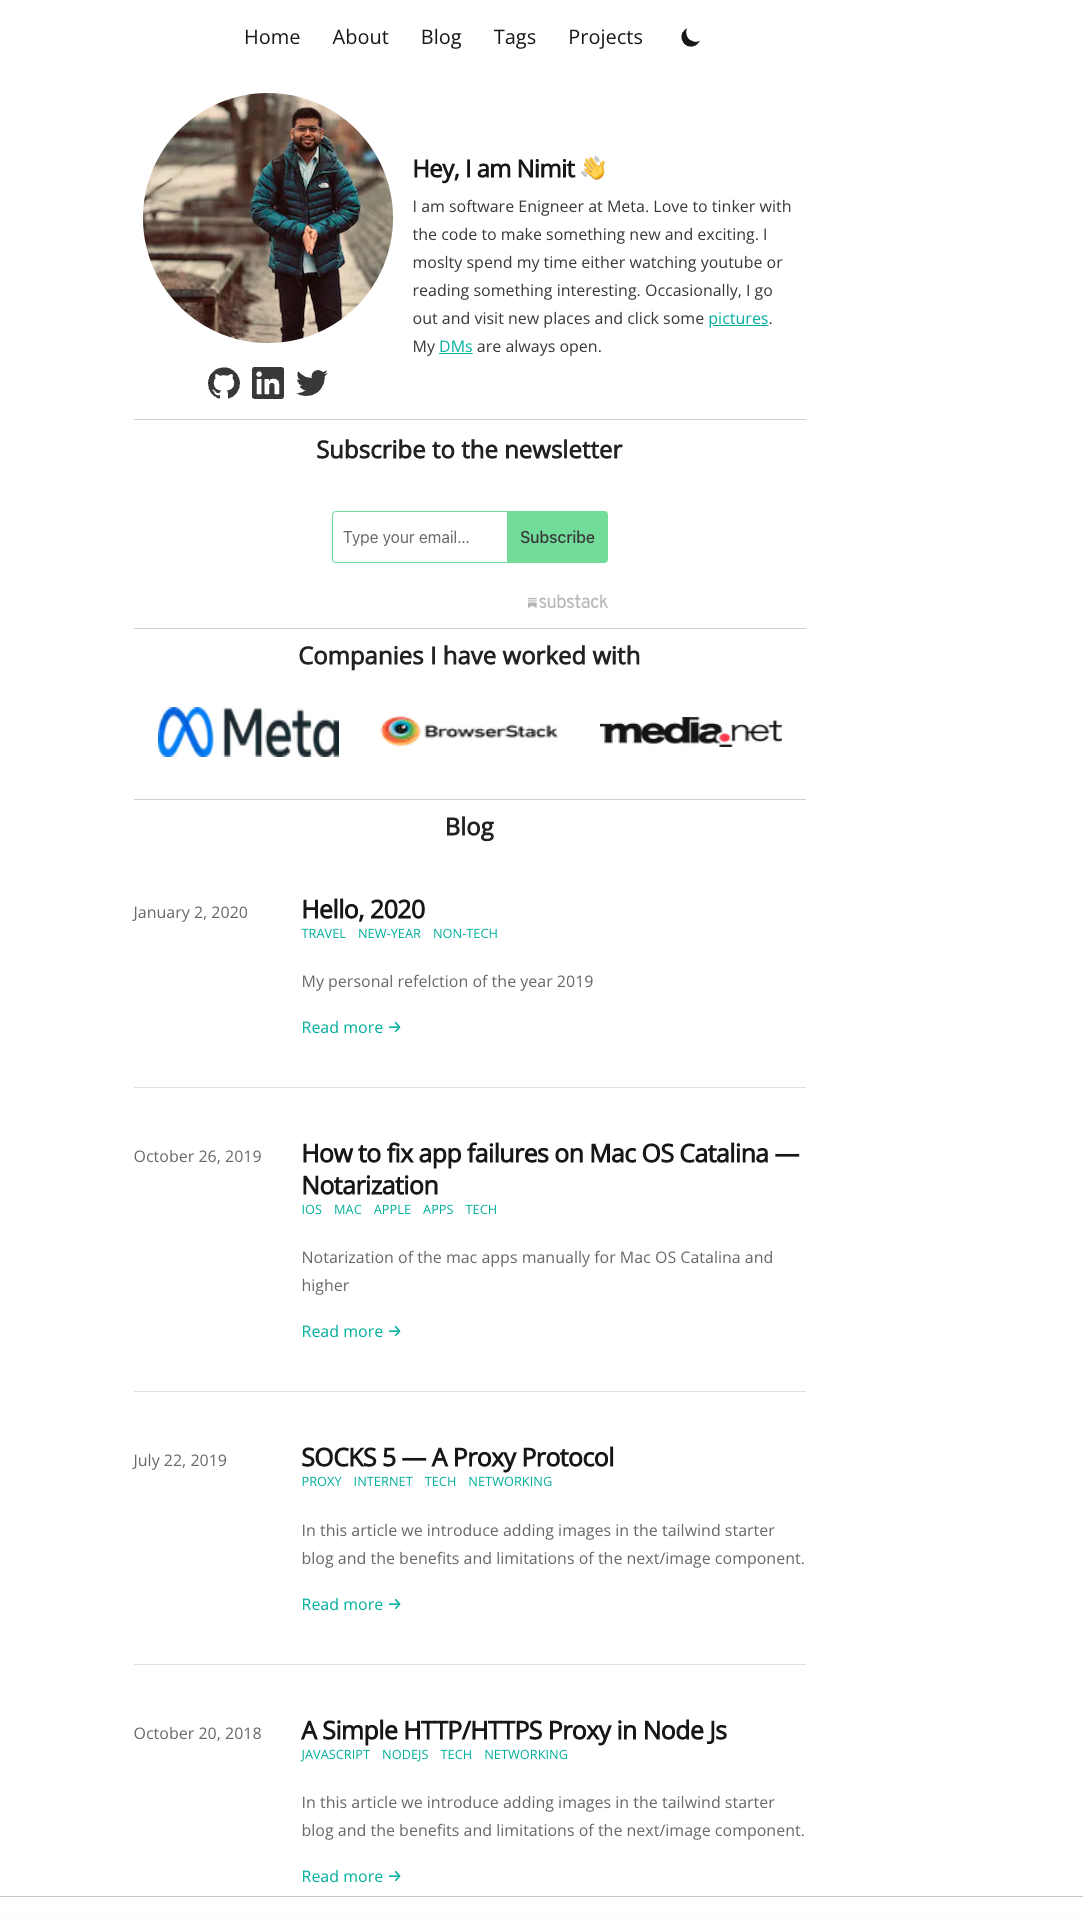 Home About Blog Tags Projects
Hey, I am Nimit 👋
I am software Enigneer at Meta. Love to tinker with
the code to make something new and exciting. I
moslty spend my time either watching youtube or
reading something interesting. Occasionally, I go
out and visit new places and click some pictures.
My DMs are always open.
in
Subscribe to the newsletter
Type your email... Subscribe
substack
Companies I have worked with
Meta BrowserStack media.net
Blog
January 2, 2020
Hello, 2020
TRAVEL NEW-YEAR NON-TECH
My personal refelction of the year 2019
Read more →
October 26, 2019
How to fix app failures on Mac OS Catalina —
Notarization
IOS MAC APPLE APPS TECH
Notarization of the mac apps manually for Mac OS Catalina and
higher
Read more →
July 22, 2019
SOCKS 5 — A Proxy Protocol
PROXY INTERNET TECH NETWORKING
In this article we introduce adding images in the tailwind starter
blog and the benefits and limitations of the next/image component.
Read more →
October 20, 2018
A Simple HTTP/HTTPS Proxy in Node Js
JAVASCRIPT NODEJS TECH NETWORKING
In this article we introduce adding images in the tailwind starter
blog and the benefits and limitations of the next/image component.
Read more →